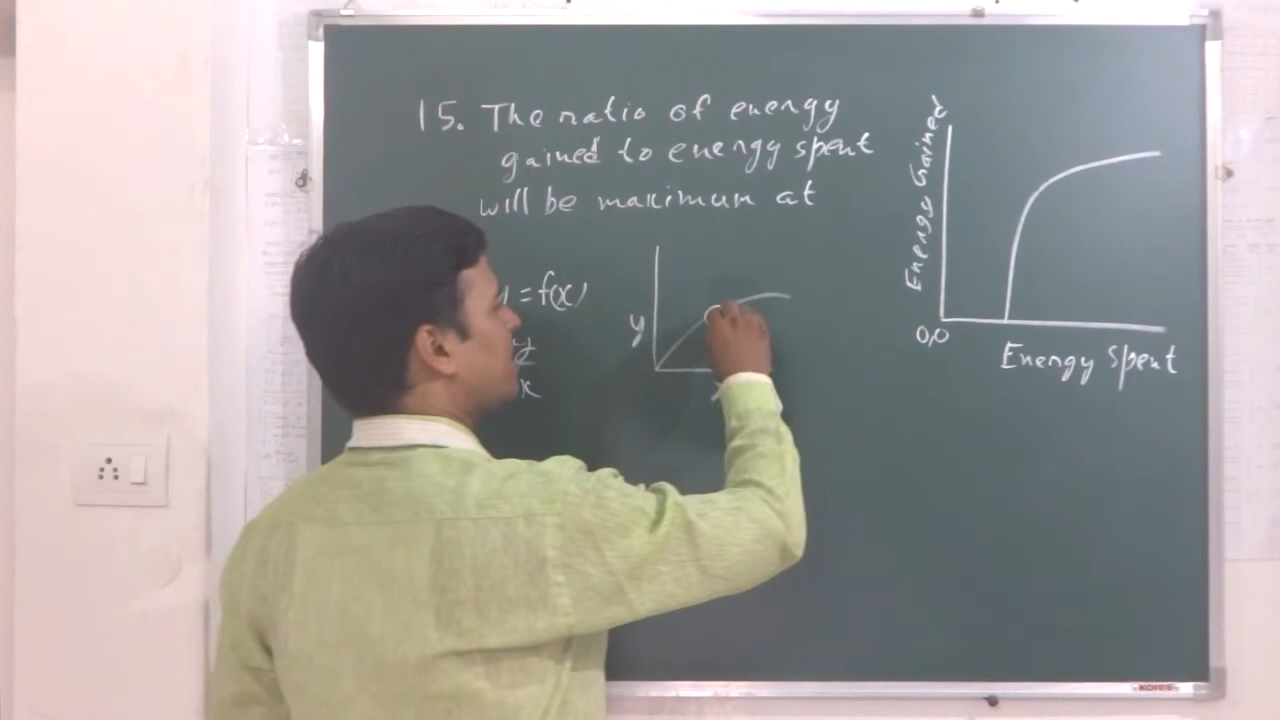 15. The ratio of energy
gained to energy spent
will be maximum at
y = f(x)
y
x
y
Energy Gained
0,0
Energy Spent
KORES